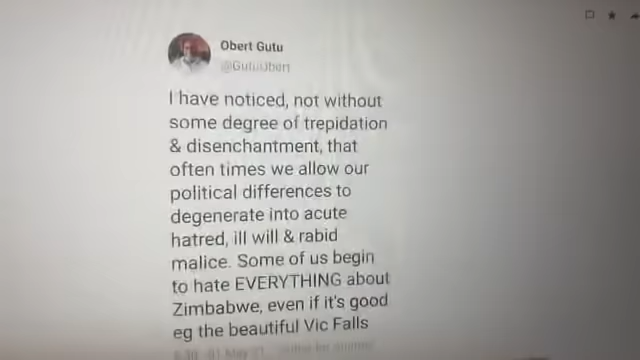 Obert Gutu
@GutuObert
I have noticed, not without
some degree of trepidation
& disenchantment, that
often times we allow our
political differences to
degenerate into acute
hatred, ill will & rabid
malice. Some of us begin
to hate EVERYTHING about
Zimbabwe, even if it's good
eg the beautiful Vic Falls